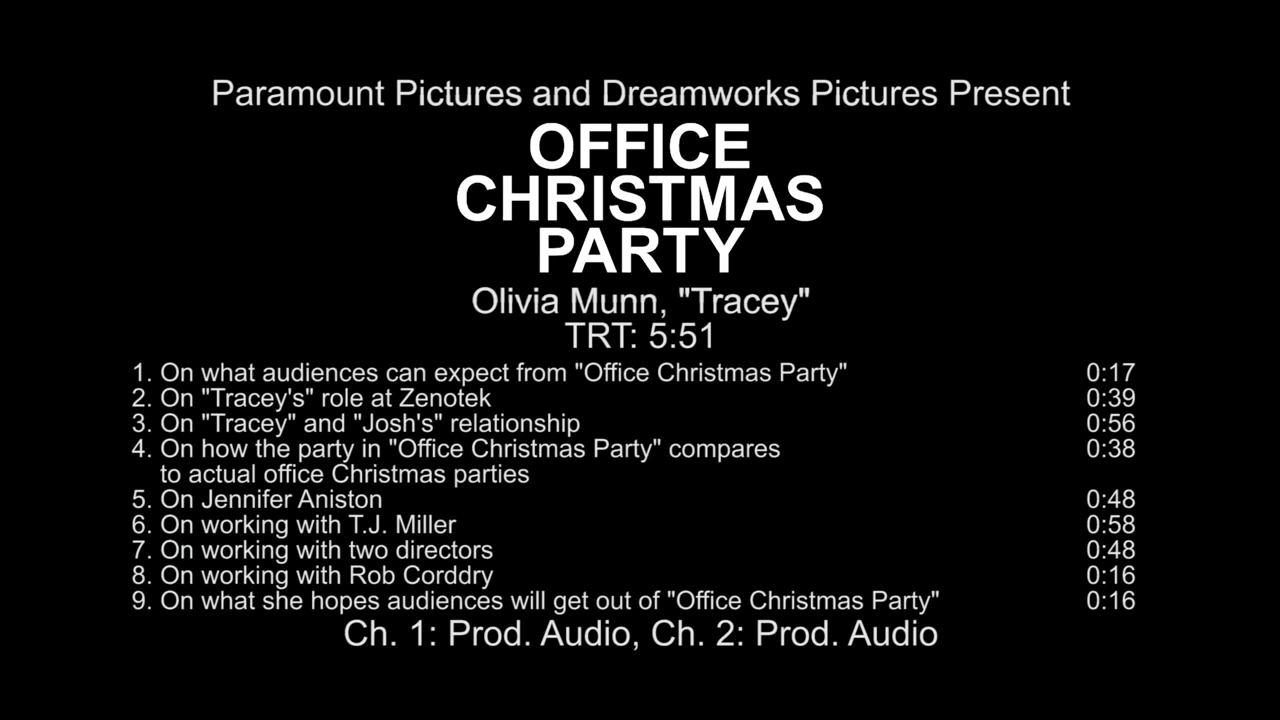 Paramount Pictures and Dreamworks Pictures Present
OFFICE
CHRISTMAS
PARTY
Olivia Munn, "Tracey"
TRT: 5:51
1. On what audiences can expect from "Office Christmas Party" 0:17
2. On "Tracey's" role at Zenotek 0:39
3. On "Tracey" and "Josh's" relationship 0:56
4. On how the party in "Office Christmas Party" compares 0:38
to actual office Christmas parties
5. On Jennifer Aniston 0:48
6. On working with T.J. Miller 0:58
7. On working with two directors 0:48
8. On working with Rob Corddry 0:16
9. On what she hopes audiences will get out of "Office Christmas Party" 0:16
Ch. 1: Prod. Audio, Ch. 2: Prod. Audio